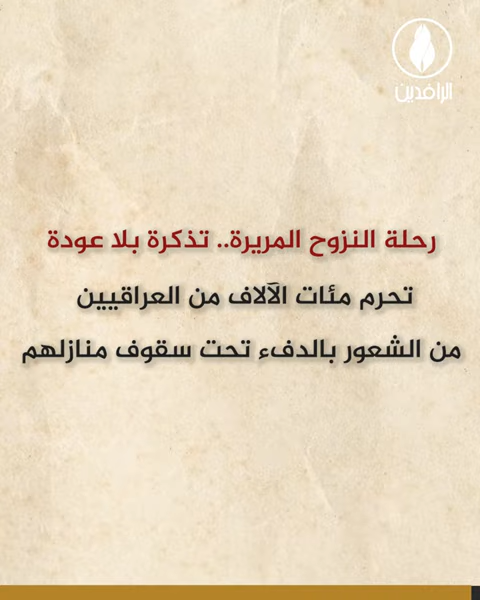 الرافدين
رحلة النزوح المريرة.. تذكرة بلا عودة
تحرم مئات الآلاف من العراقيين
من الشعور بالدفء تحت سقوف منازلهم